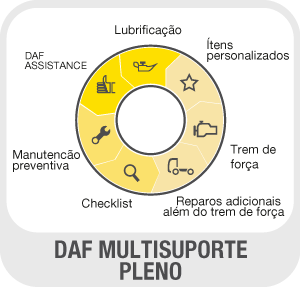 Lubrificação
Ítens
personalizados
DAF
ASSISTANCE
Trem de
força
Manutencão
preventiva
Checklist
Reparos adicionais
além do trem de força
DAF MULTISUPORTE
PLENO